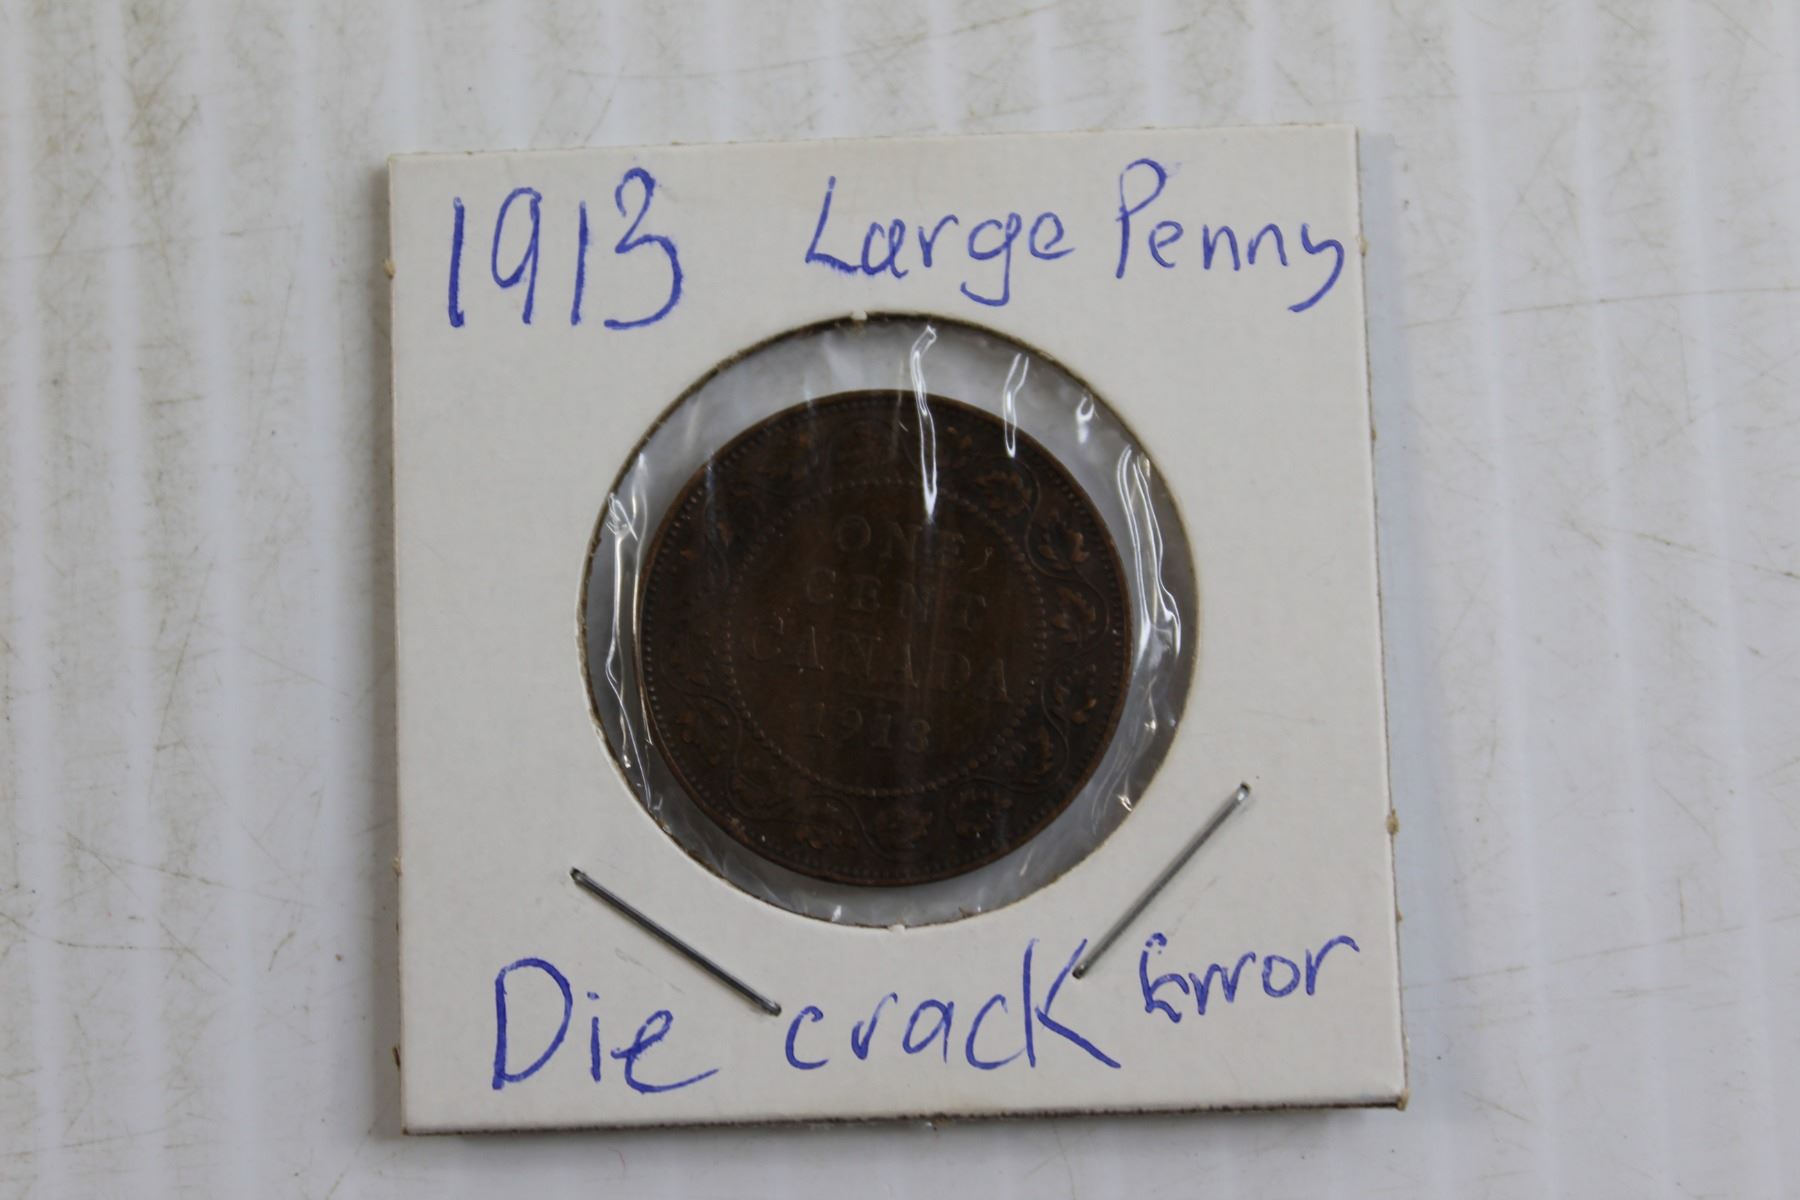 1913 Large Penny
ONE,
CENT
CANADA
1913
Die crack Error